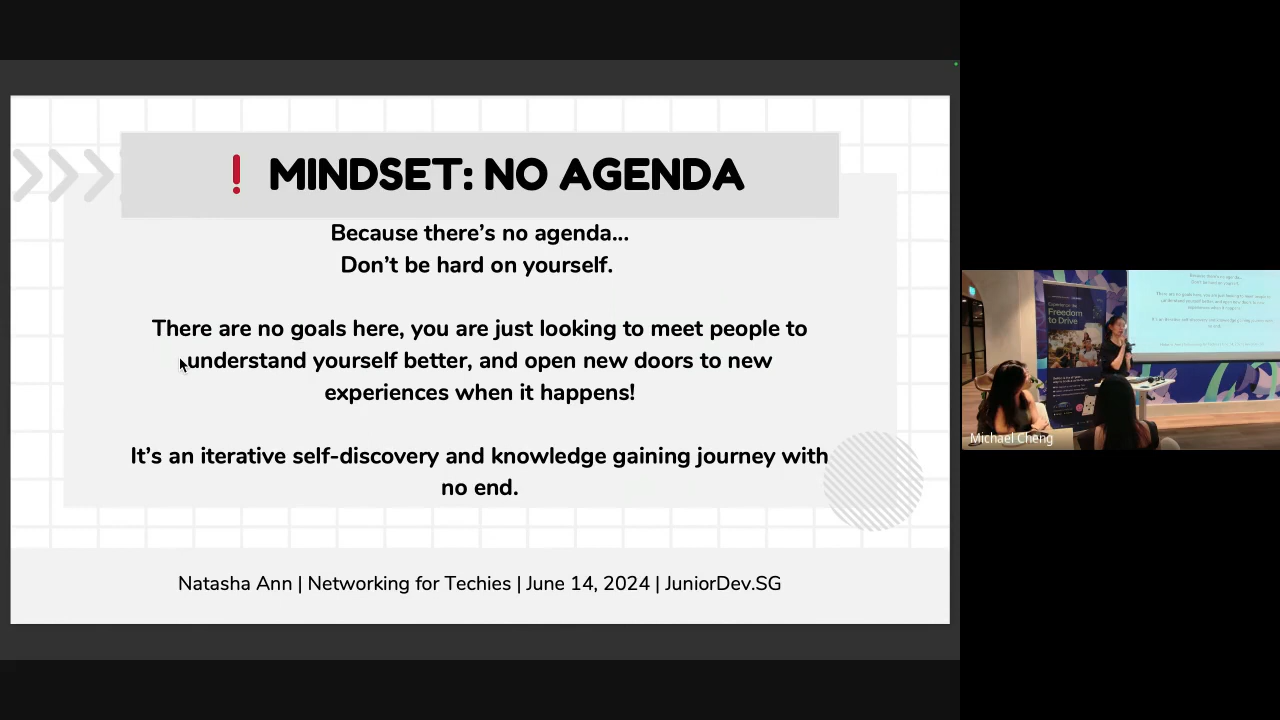 ❗ MINDSET: NO AGENDA
Because there's no agenda...
Don't be hard on yourself.
There are no goals here, you are just looking to meet people to
understand yourself better, and open new doors to new
experiences when it happens!
It's an iterative self-discovery and knowledge gaining journey with
no end.
Natasha Ann | Networking for Techies | June 14, 2024 | JuniorDev.SG
Freedom
to Drive
Michael Cheng